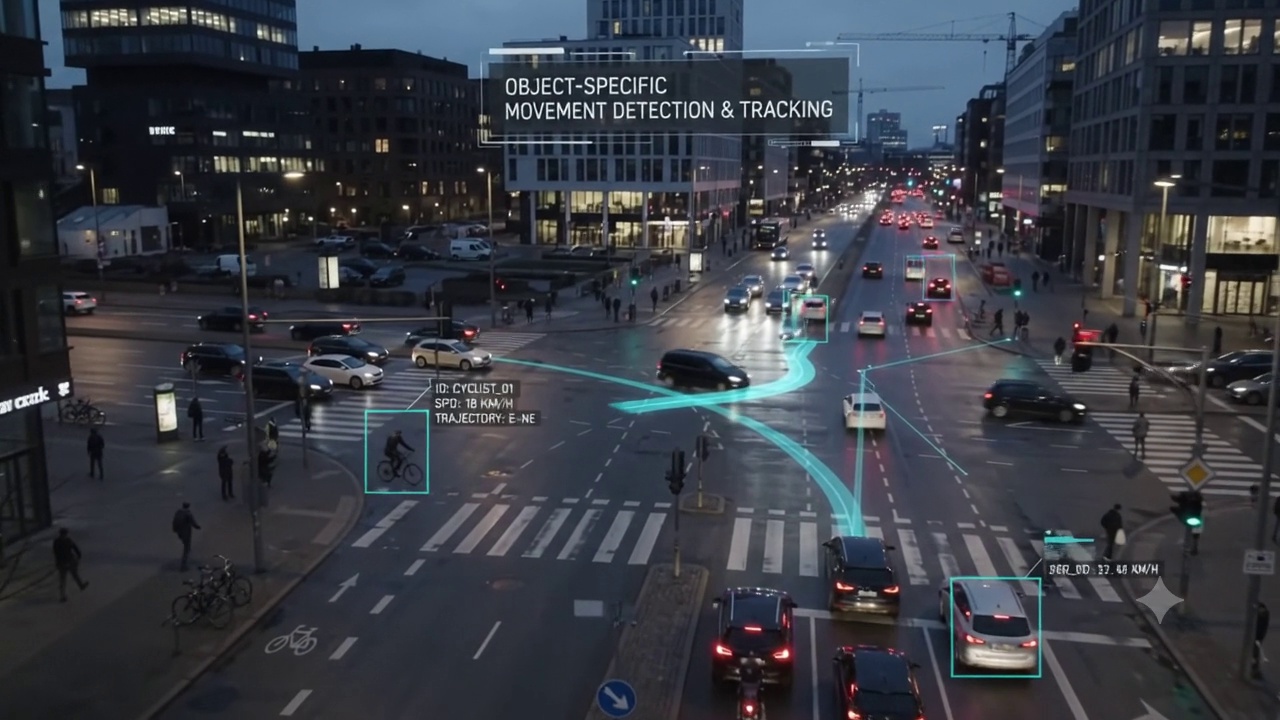 OBJECT-SPECIFIC
MOVEMENT DETECTION & TRACKING
ID: CYCLIST_01
SPD: 18 KM/H
TRAJECTORY: E-NE
KM/H